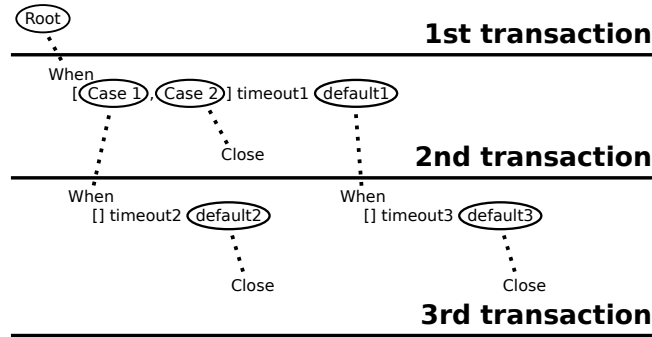 Root
1st transaction
When
[Case 1, Case 2] timeout1 default1
Close
2nd transaction
When
[] timeout2 default2
When
[] timeout3 default3
Close
Close
3rd transaction